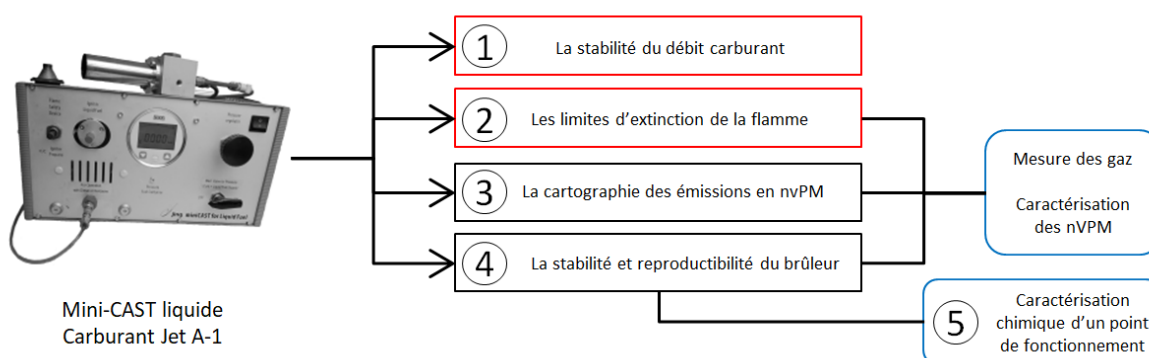 1
La stabilité du débit carburant
2
Les limites d'extinction de la flamme
3
La cartographie des émissions en nvPM
4
La stabilité et reproductibilité du brûleur
Mesure des gaz
Caractérisation
des nVPM
5
Caractérisation
chimique d'un point
de fonctionnement
Mini-CAST liquide
Carburant Jet A-1